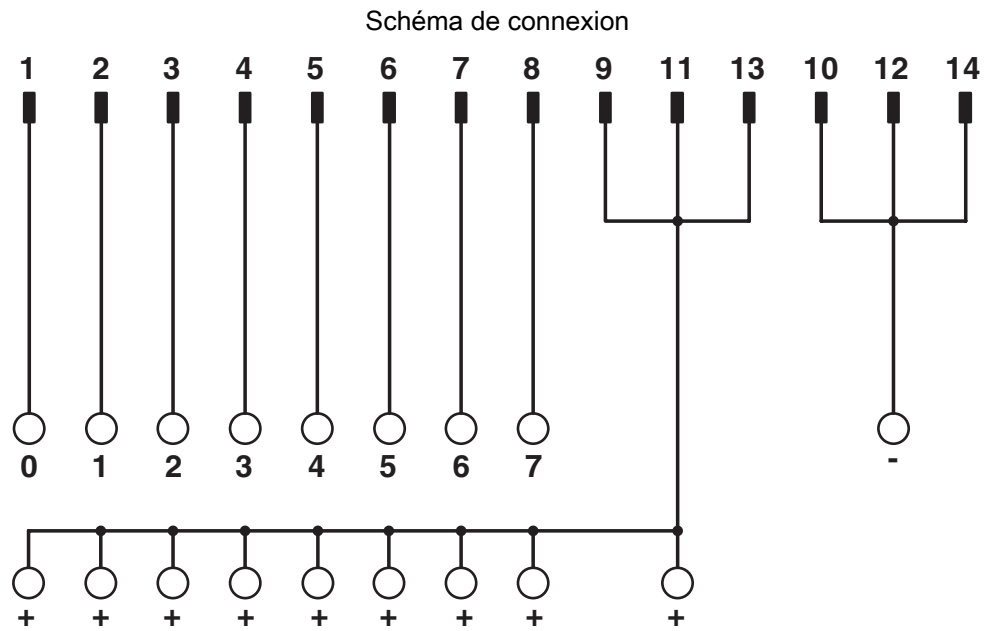 Schéma de connexion
1 2 3 4 5 6 7 8 9 11 13 10 12 14
0 1 2 3 4 5 6 7 -
+ + + + + + + + +